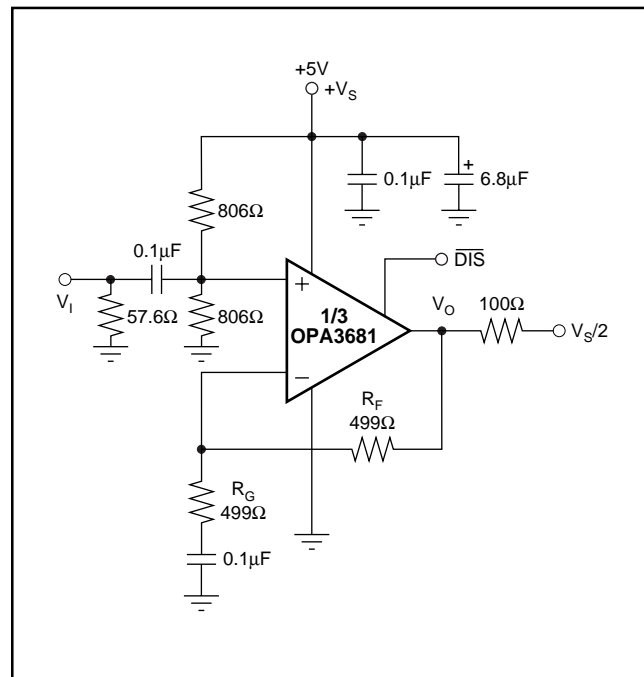 +5V
+V_S
0.1µF
6.8µF
806Ω
0.1µF
DIS
V_I
57.6Ω
806Ω
+
1/3
OPA3681
−
V_O
100Ω
V_S/2
R_F
499Ω
R_G
499Ω
0.1µF
+